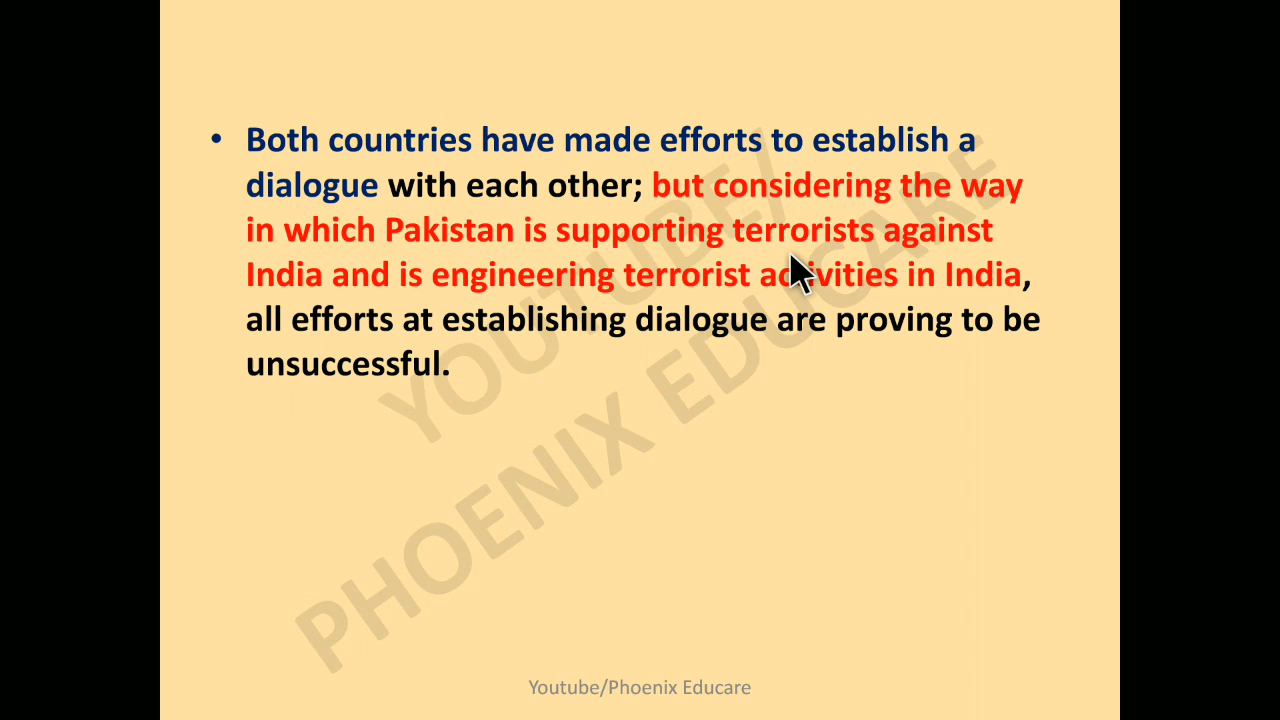 • Both countries have made efforts to establish a
dialogue with each other; but considering the way
in which Pakistan is supporting terrorists against
India and is engineering terrorist activities in India,
all efforts at establishing dialogue are proving to be
unsuccessful.
YOUTUBE/
PHOENIX EDUCARE
Youtube/Phoenix Educare